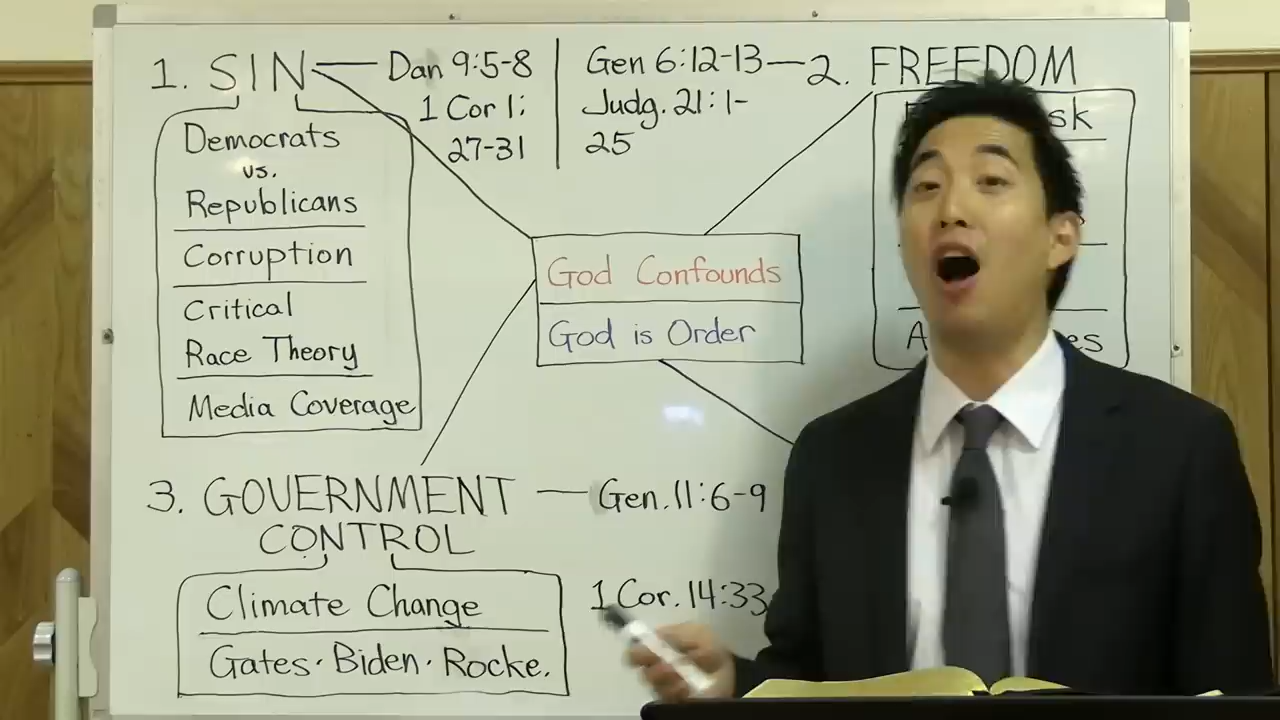 1. SIN
Dan 9:5-8
1 Cor 1:
27-31
Democrats
vs.
Republicans
Corruption
Critical
Race Theory
Media Coverage
Gen 6:12-13
Judg. 21:1-
25
2. FREEDOM
God Confounds
God is Order
3. GOVERNMENT
CONTROL
Gen. 11:6-9
1 Cor. 14:33
Climate Change
Gates · Biden · Rocke.